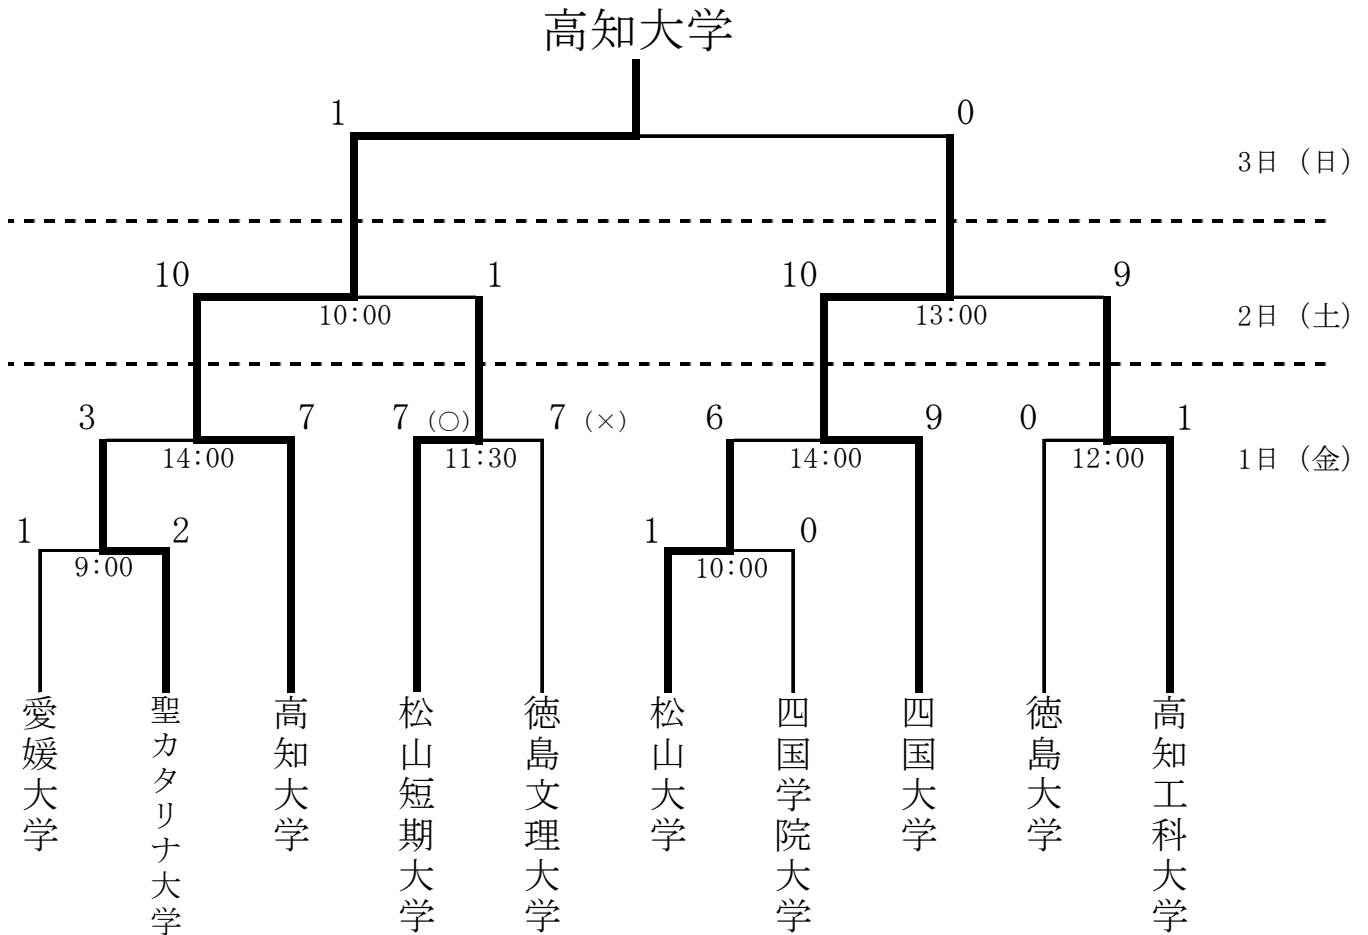 高知大学
1
0
3日（日）
10
1
10
9
10:00
13:00
2日（土）
3
7
7（○）
7（×）
6
9
0
1
14:00
11:30
14:00
12:00
1日（金）
1
2
1
0
9:00
10:00
愛媛大学
聖カタリナ大学
高知大学
松山短期大学
徳島文理大学
松山大学
四国学院大学
四国大学
徳島大学
高知工科大学